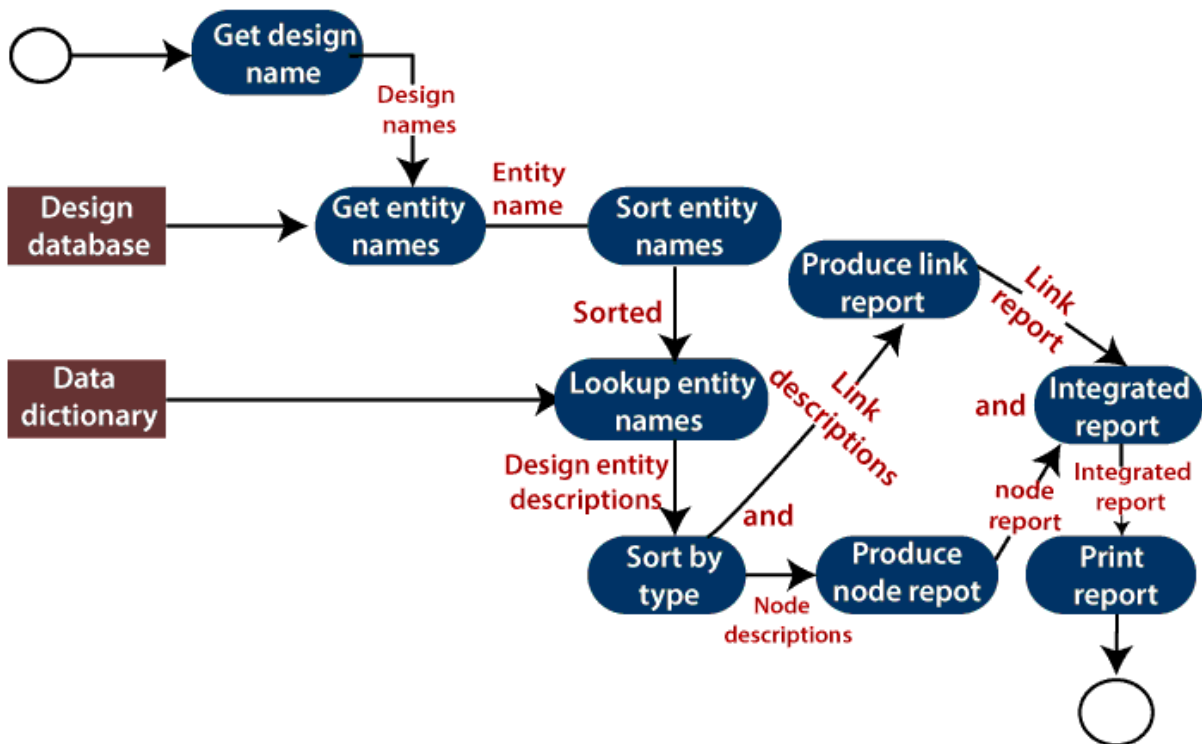 Get design
name
Design
names
Design
database
Get entity
names
Entity
name
Sort entity
names
Sorted
Data
dictionary
Lookup entity
names
Design entity
descriptions
Sort by
type
and
Link
descriptions
Produce link
report
Link
report
Node
descriptions
Produce
node repot
node
report
and
Integrated
report
Integrated
report
Print
report